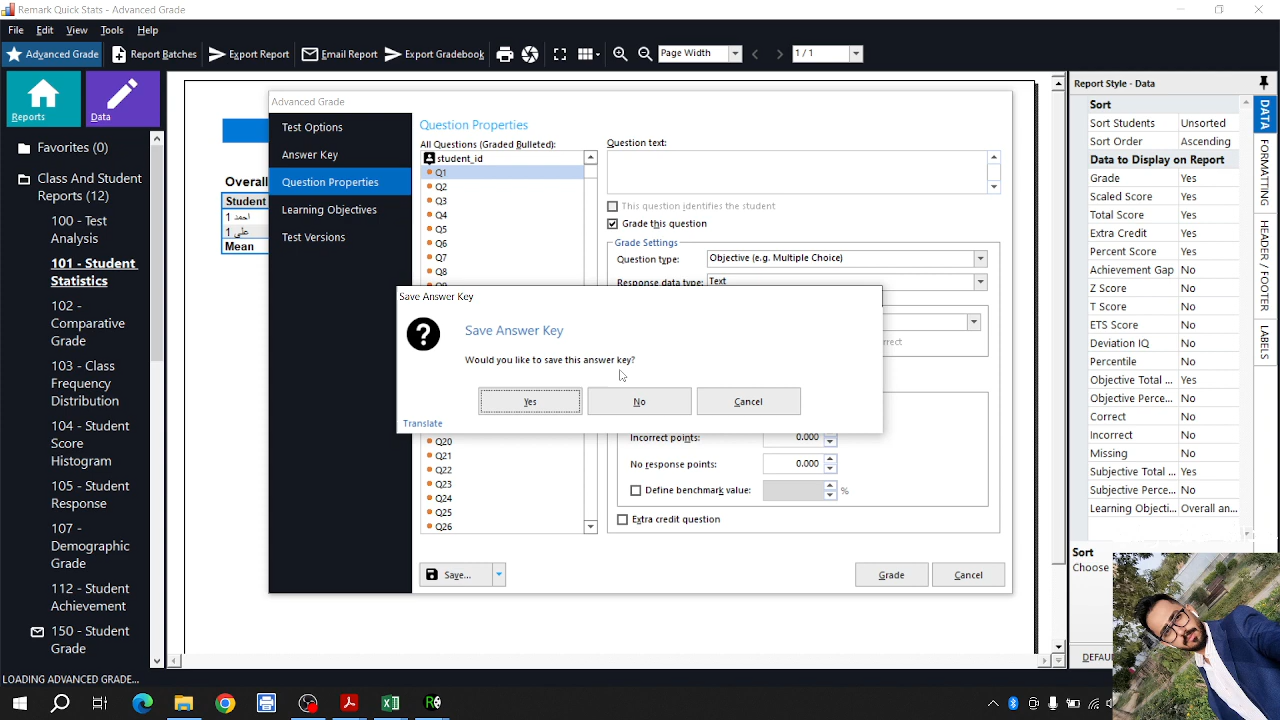 Remark Quick Stats - Advanced Grade
File Edit View Tools Help
Advanced Grade Report Batches Export Report Email Report Export Gradebook Page Width 1 / 1
Reports
Data
Favorites (0)
Class And Student
Reports (12)
100 - Test
Analysis
101 - Student
Statistics
102 -
Comparative
Grade
103 - Class
Frequency
Distribution
104 - Student
Score
Histogram
105 - Student
Response
107 -
Demographic
Grade
112 - Student
Achievement
150 - Student
Grade
LOADING ADVANCED GRADE...
Overall
Student
احمد 1
علي 1
Mean
Advanced Grade
Test Options
Answer Key
Question Properties
Learning Objectives
Test Versions
Question Properties
All Questions (Graded Bulleted):
student_id
Q1
Q2
Q3
Q4
Q5
Q6
Q7
Q8
Q20
Q21
Q22
Q23
Q24
Q25
Q26
Question text:
This question identifies the student
Grade this question
Grade Settings
Question type: Objective (e.g. Multiple Choice)
Response data type: Text
Save Answer Key
Save Answer Key
Would you like to save this answer key?
Yes No Cancel
Translate
Incorrect points: 0.000
No response points: 0.000
Define benchmark value: %
Extra credit question
Save... Grade Cancel
Report Style - Data
Sort
Sort Students Unsorted
Sort Order Ascending
Data to Display on Report
Grade Yes
Scaled Score Yes
Total Score Yes
Extra Credit Yes
Percent Score Yes
Achievement Gap No
Z Score No
T Score No
ETS Score No
Deviation IQ No
Percentile No
Objective Total ... Yes
Objective Perce... No
Correct No
Incorrect No
Missing No
Subjective Total ... Yes
Subjective Perce... No
Learning Objecti... Overall an...
Sort
Choose
DATA
FORMATTING
HEADER / FOOTER
LABELS